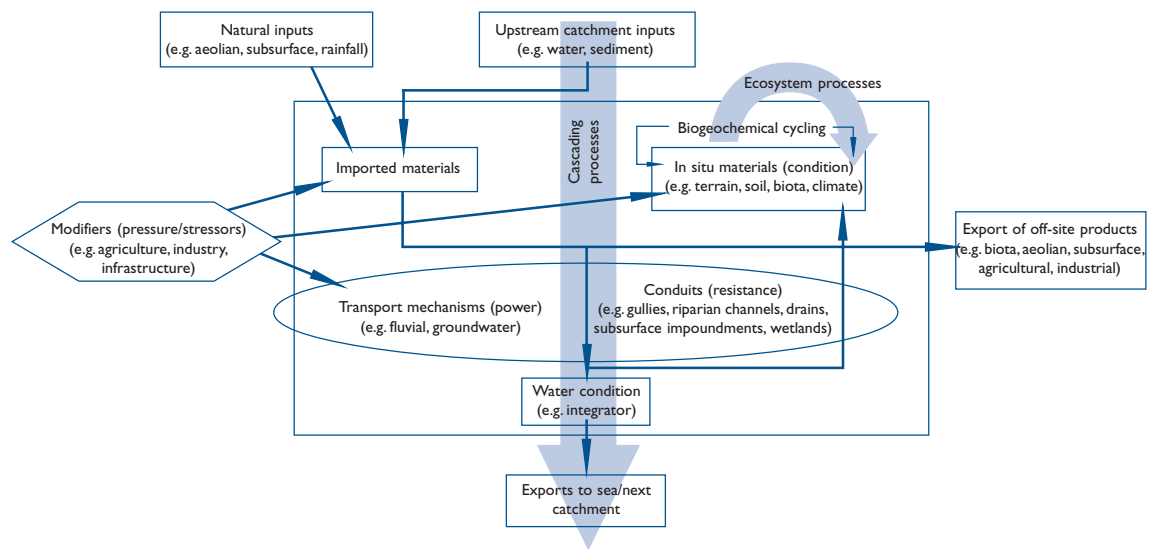 Natural inputs
(e.g. aeolian, subsurface, rainfall)
Upstream catchment inputs
(e.g. water, sediment)
Ecosystem processes
Cascading
processes
Biogeochemical cycling
Imported materials
In situ materials (condition)
(e.g. terrain, soil, biota, climate)
Modifiers (pressure/stressors)
(e.g. agriculture, industry,
infrastructure)
Export of off-site products
(e.g. biota, aeolian, subsurface,
agricultural, industrial)
Transport mechanisms (power)
(e.g. fluvial, groundwater)
Conduits (resistance)
(e.g. gullies, riparian channels, drains,
subsurface impoundments, wetlands)
Water condition
(e.g. integrator)
Exports to sea/next
catchment